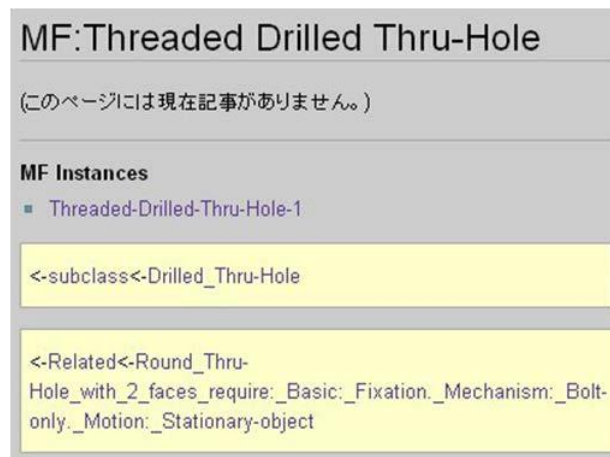 MF:Threaded Drilled Thru-Hole
(このページには現在記事がありません。)
MF Instances
Threaded-Drilled-Thru-Hole-1
<-subclass<-Drilled_Thru-Hole
<-Related<-Round_Thru-
Hole_with_2_faces_require:_Basic:_Fixation._Mechanism:_Bolt-
only._Motion:_Stationary-object